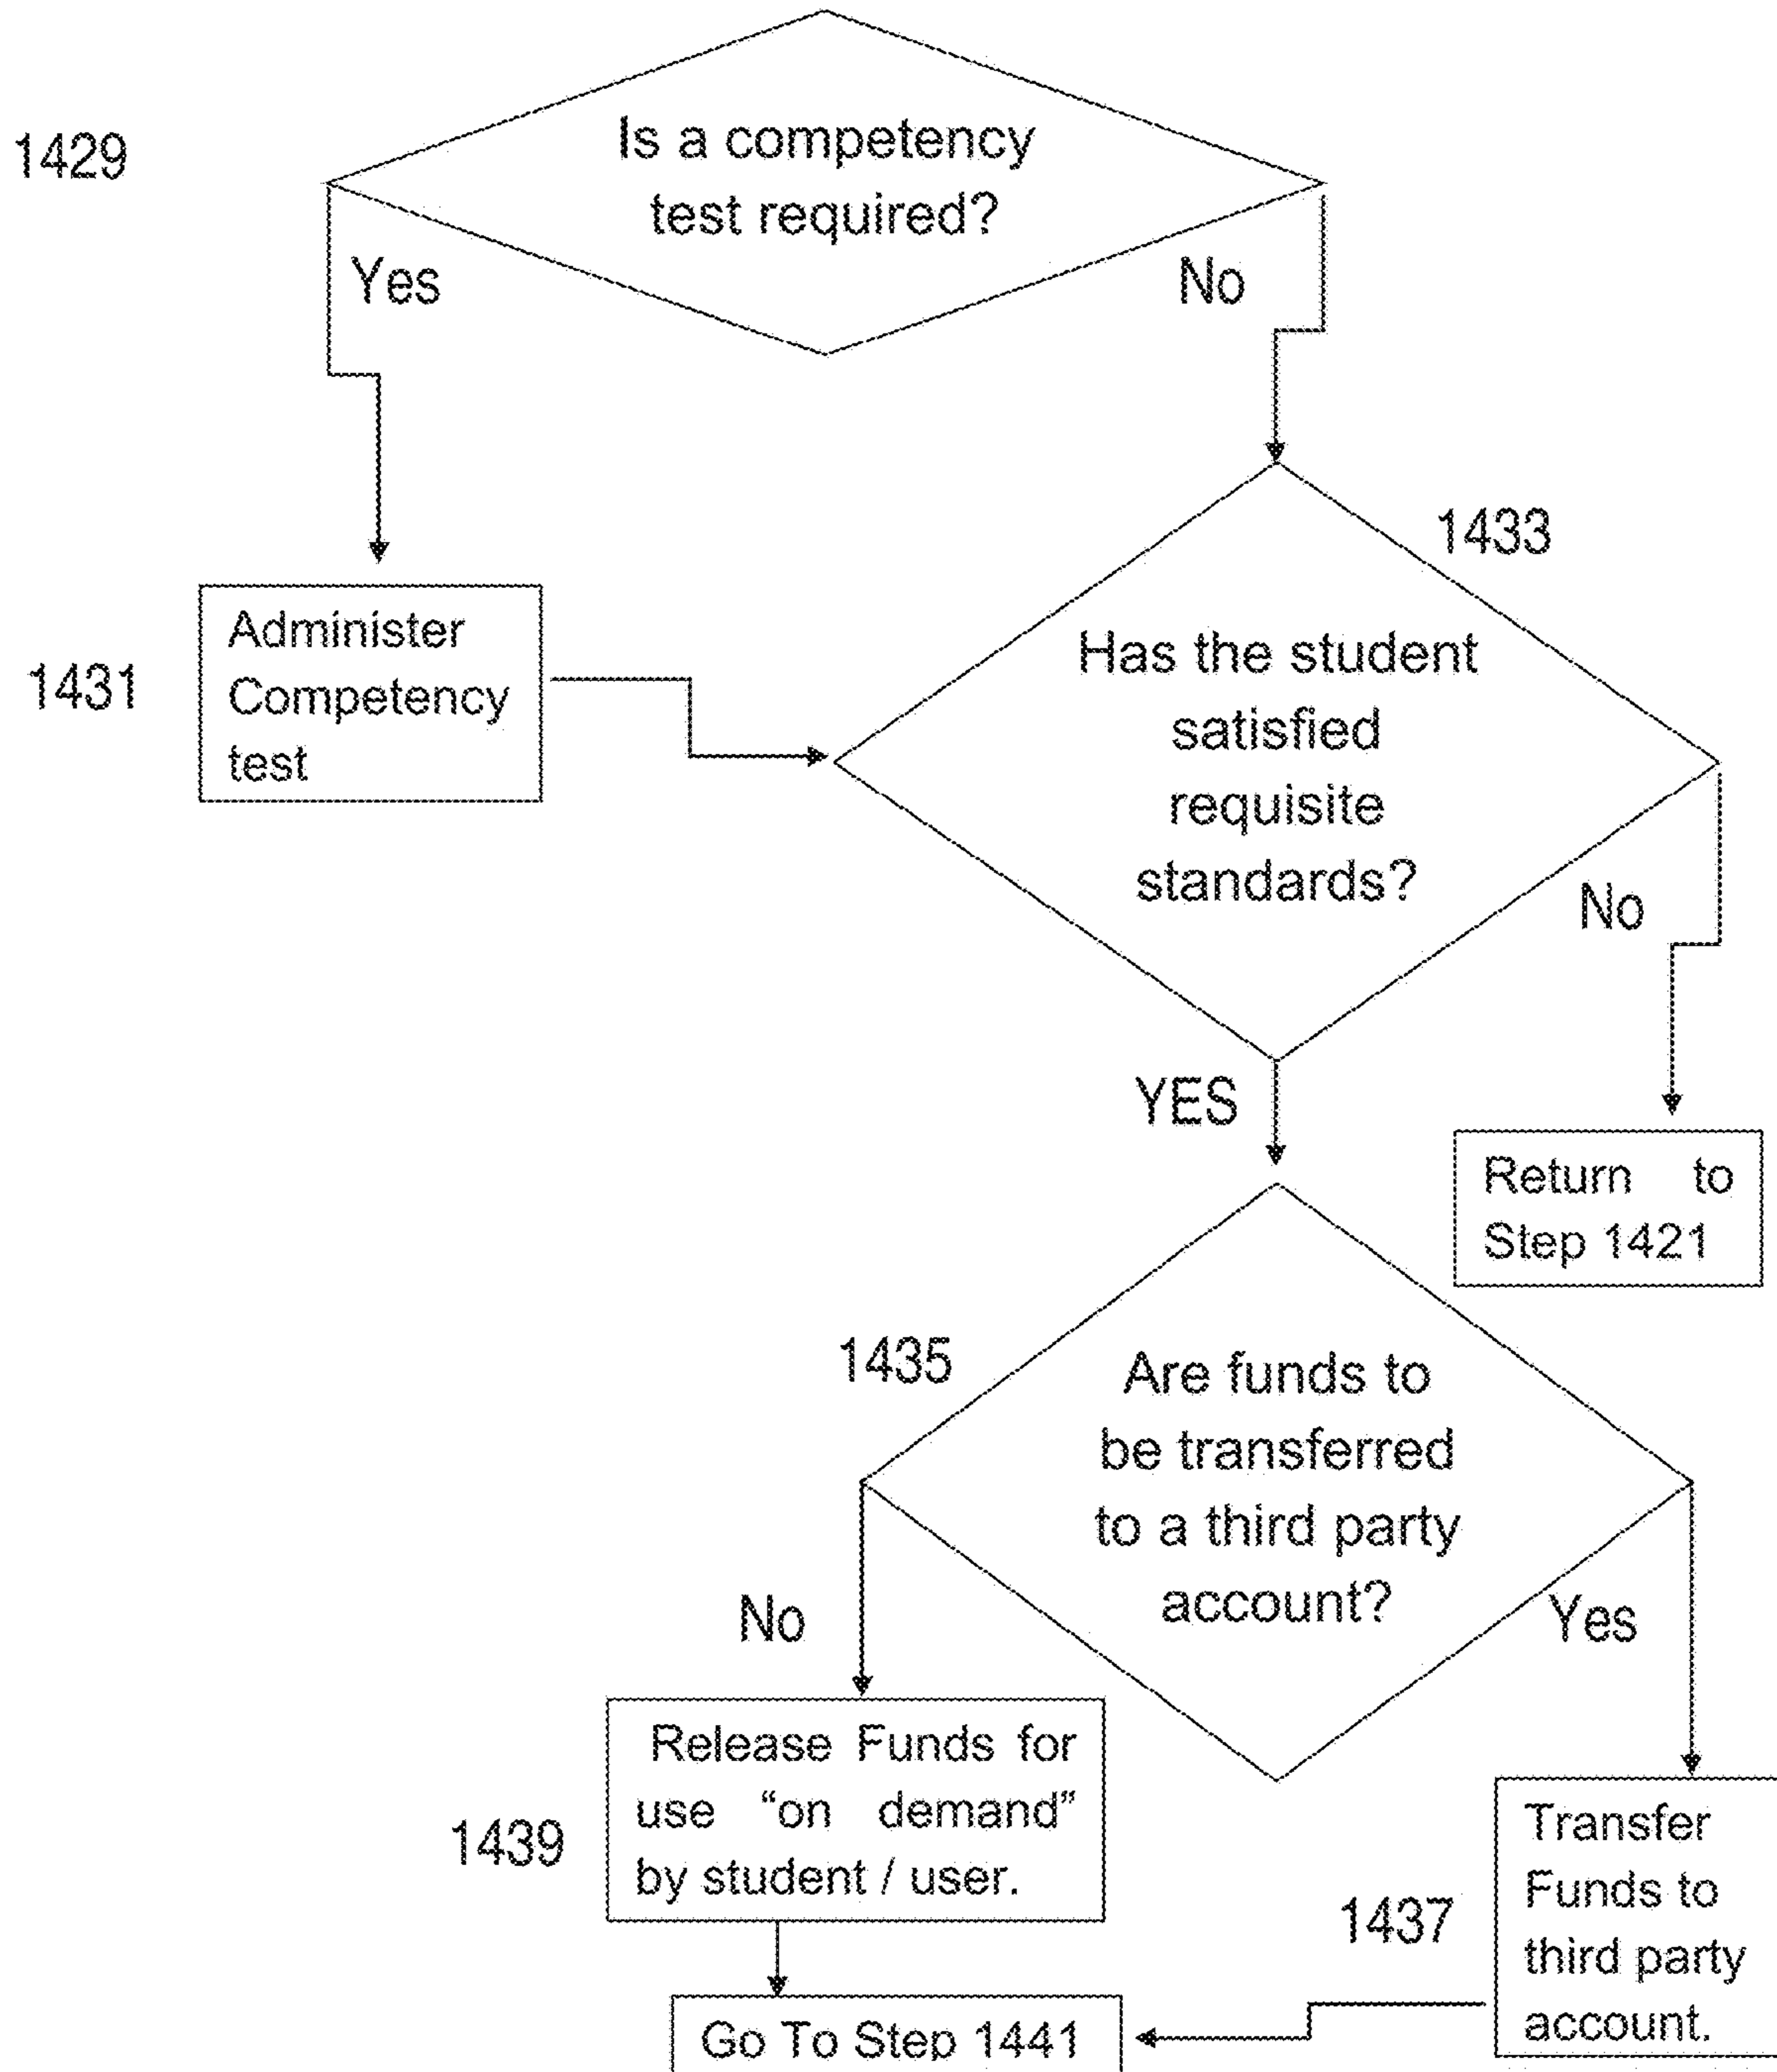 1429
Is a competency
test required?
Yes
No
1433
Administer
Competency
test
1431
Has the student
satisfied
requisite
standards?
No
YES
Return to
Step 1421
1435
Are funds to
be transferred
to a third party
account?
No
Yes
Release Funds for
use “on demand”
by student / user.
1439
Transfer
Funds to
third party
account.
1437
Go To Step 1441